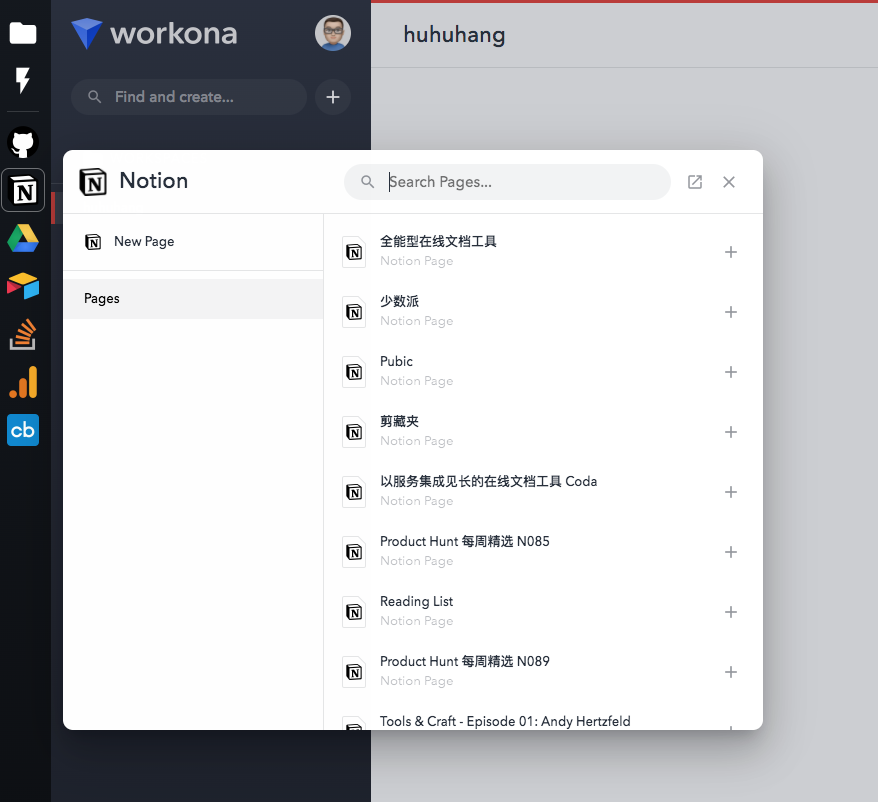 workona
huhuhang
Find and create...
Notion
Search Pages...
New Page
Pages
全能型在线文档工具
Notion Page
少数派
Notion Page
Pubic
Notion Page
剪藏夹
Notion Page
以服务集成见长的在线文档工具 Coda
Notion Page
Product Hunt 每周精选 N085
Notion Page
Reading List
Notion Page
Product Hunt 每周精选 N089
Notion Page
Tools & Craft - Episode 01: Andy Hertzfeld
cb